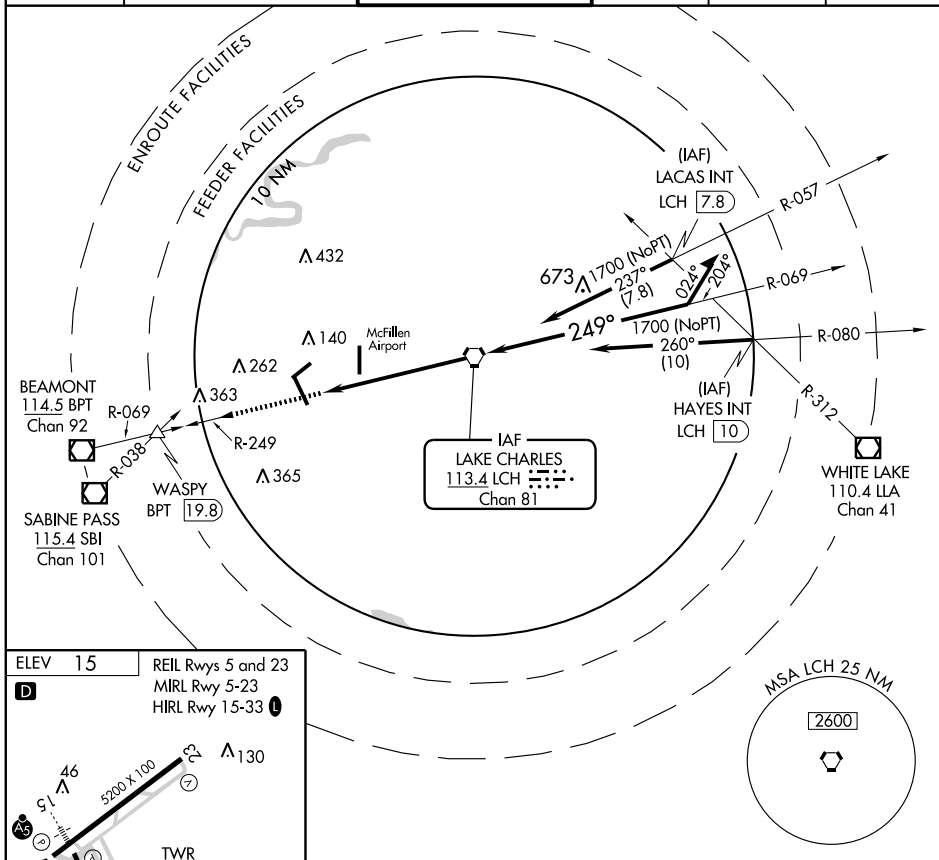 ENROUTE FACILITIES
FEEDER FACILITIES
10 NM
(IAF)
LACAS INT
LCH 7.8
R-057
432
673
1700 (NoPT)
237°
(7.8)
024°
204°
R-069
249°
1700 (NoPT)
260°
(10)
R-080
140
McFillen
Airport
262
363
BEAMONT
114.5 BPT
Chan 92
R-069
R-038
R-249
(IAF)
HAYES INT
LCH 10
R-312
IAF
LAKE CHARLES
113.4 LCH
Chan 81
365
WASPY
BPT 19.8
SABINE PASS
115.4 SBI
Chan 101
WHITE LAKE
110.4 LLA
Chan 41
ELEV 15
REIL Rwys 5 and 23
MIRL Rwy 5-23
HIRL Rwy 15-33 L
D
130
46
23
5200 X 100
15
V
A5
P
TWR
MSA LCH 25 NM
2600